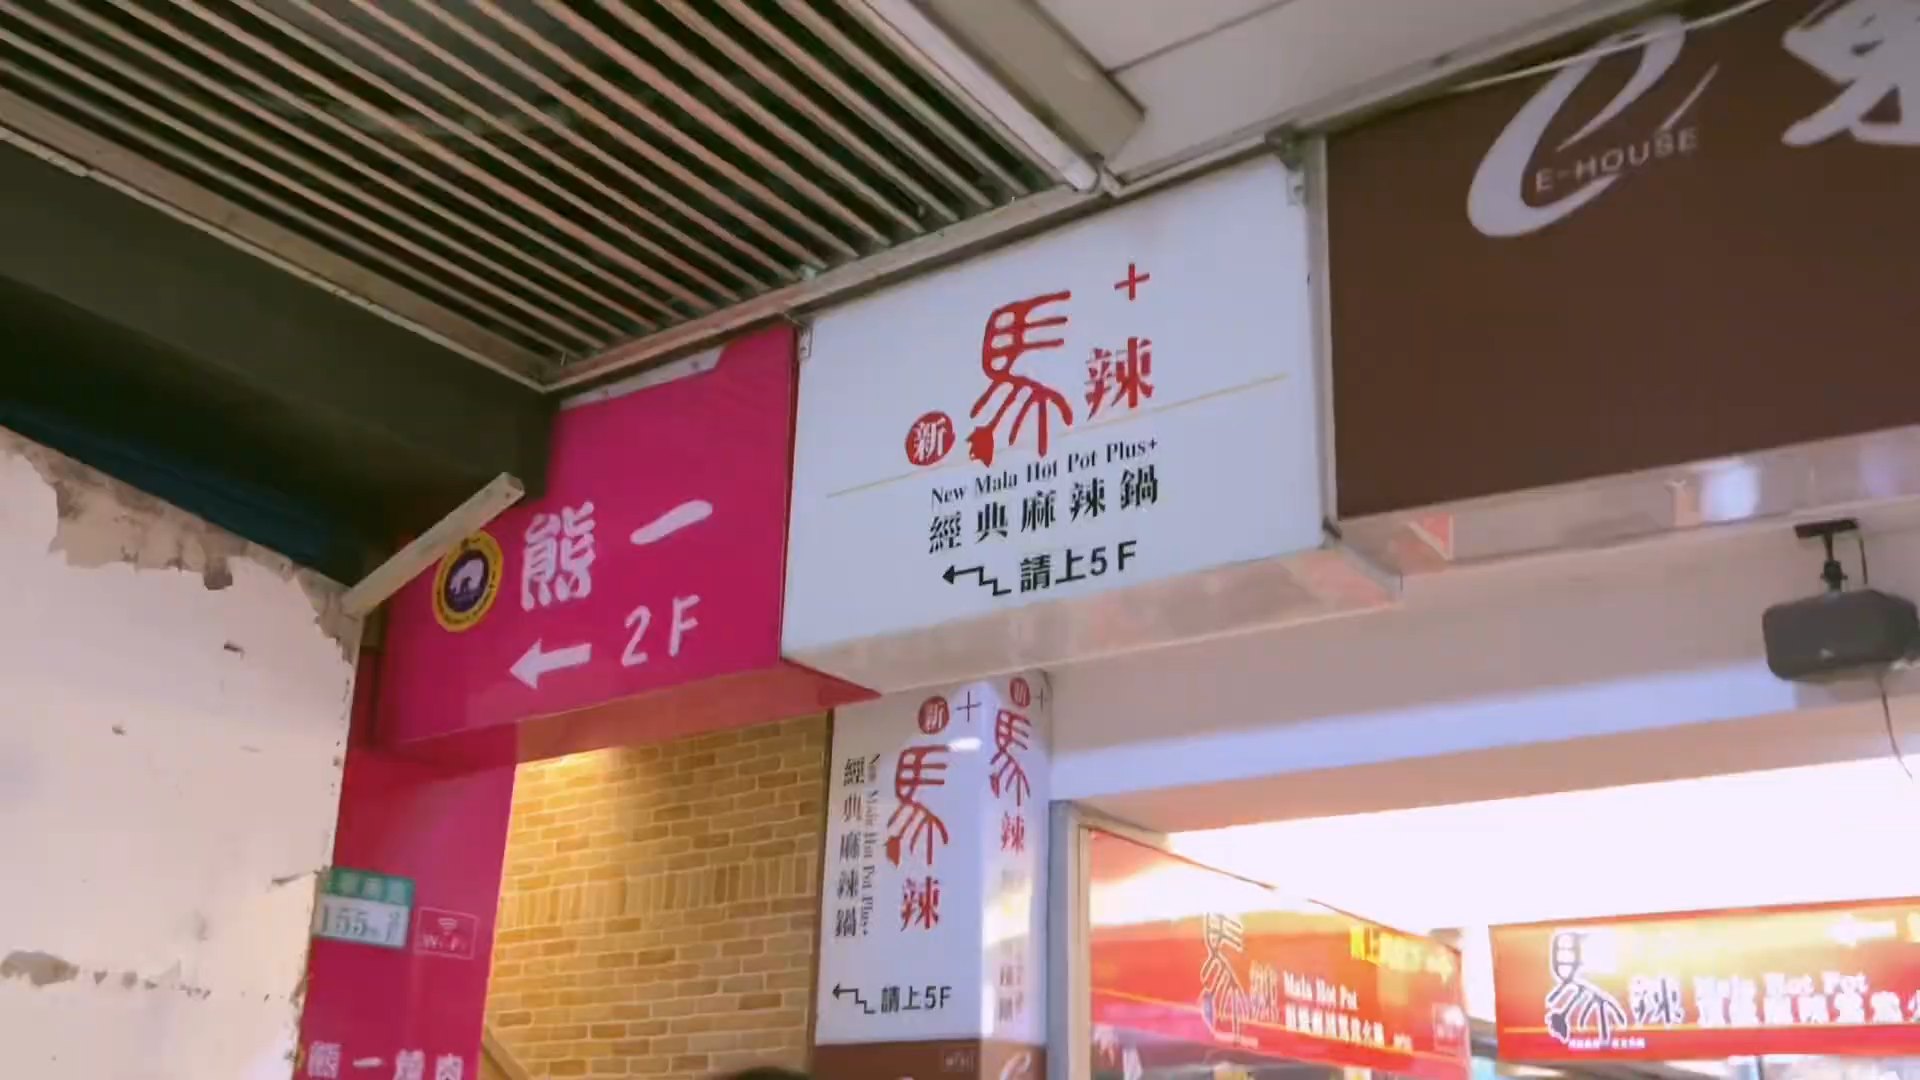 E-HOUSE
+
馬辣
新
New Mala Hot Pot Plus+
經典麻辣鍋
請上5F
熊一
2F
新+
馬辣
經典麻辣鍋
New Mala Hot Pot Plus+
請上5F
新+
馬辣
155
Wi-Fi
熊一燒肉
馬辣
Mala Hot Pot
馬辣
Mala Hot Pot